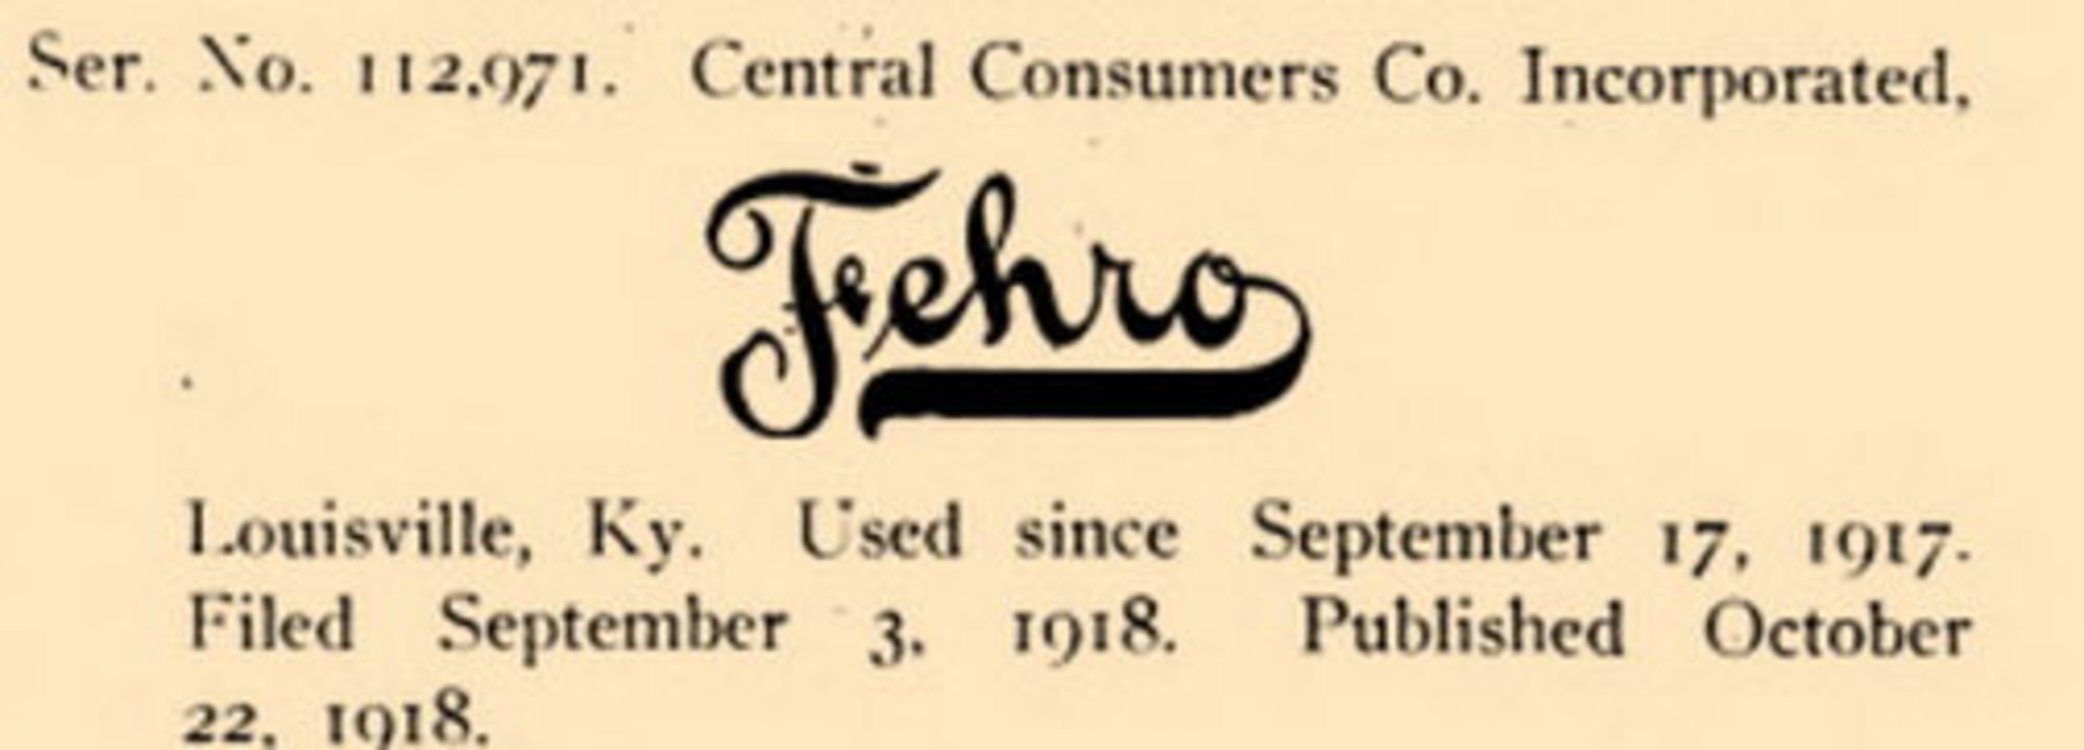 Ser. No. 112,971. Central Consumers Co. Incorporated,
Fehro
Louisville, Ky. Used since September 17, 1917.
Filed September 3, 1918. Published October
22, 1918.